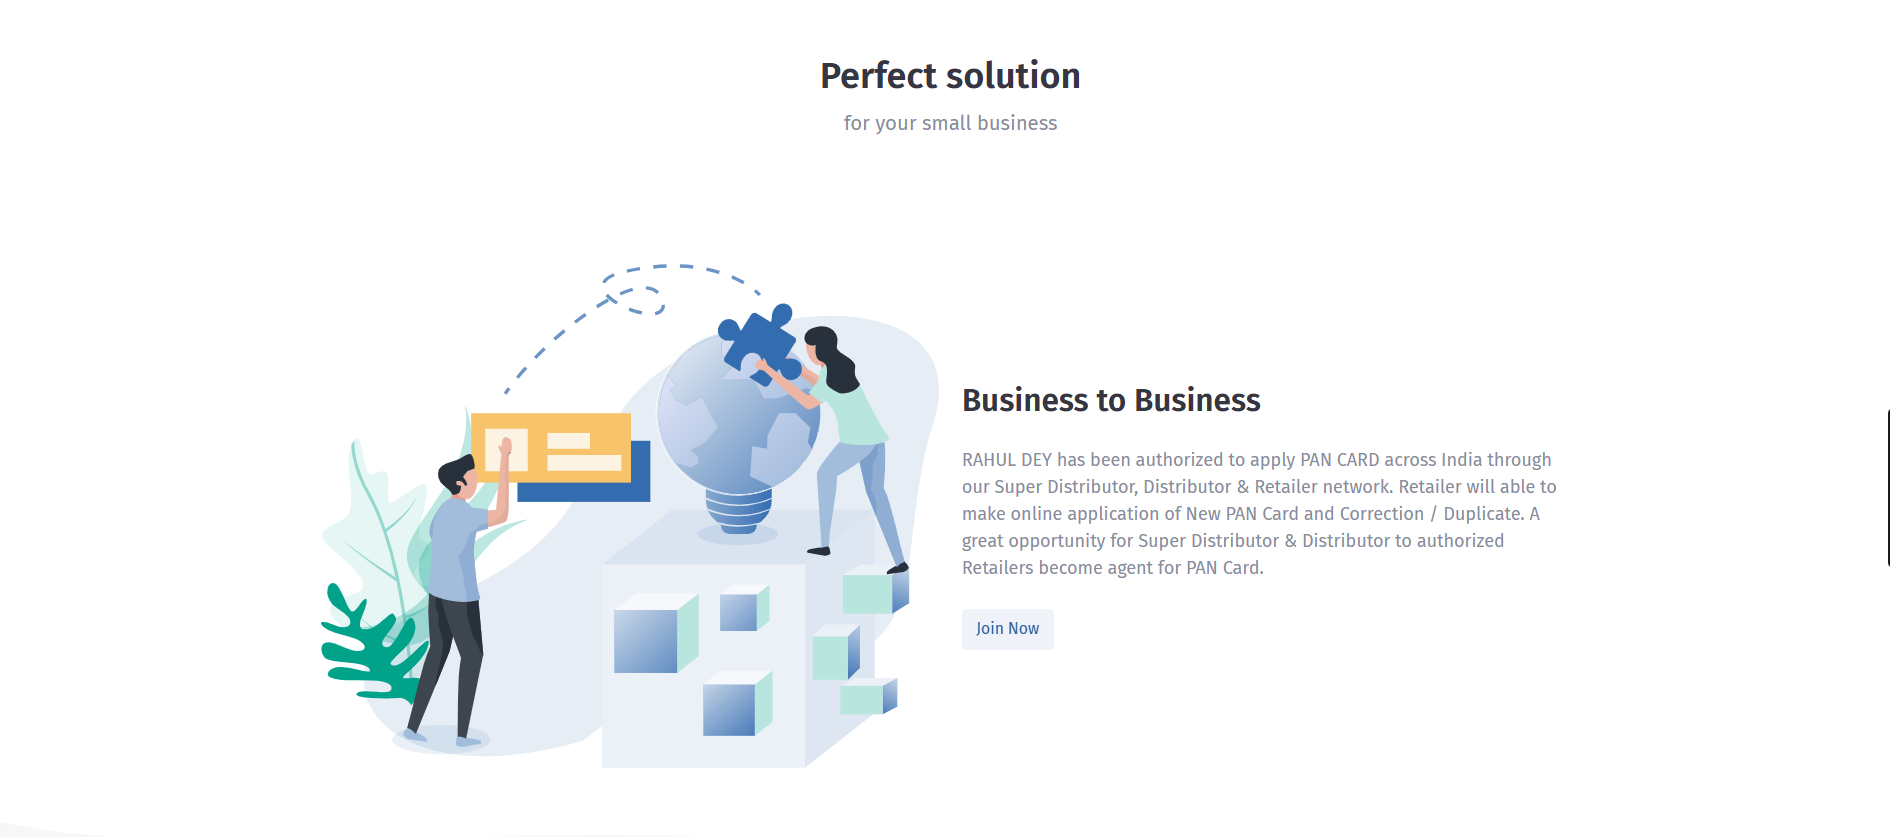 Perfect solution
for your small business
Business to Business
RAHUL DEY has been authorized to apply PAN CARD across India through
our Super Distributor, Distributor & Retailer network. Retailer will able to
make online application of New PAN Card and Correction / Duplicate. A
great opportunity for Super Distributor & Distributor to authorized
Retailers become agent for PAN Card.
Join Now